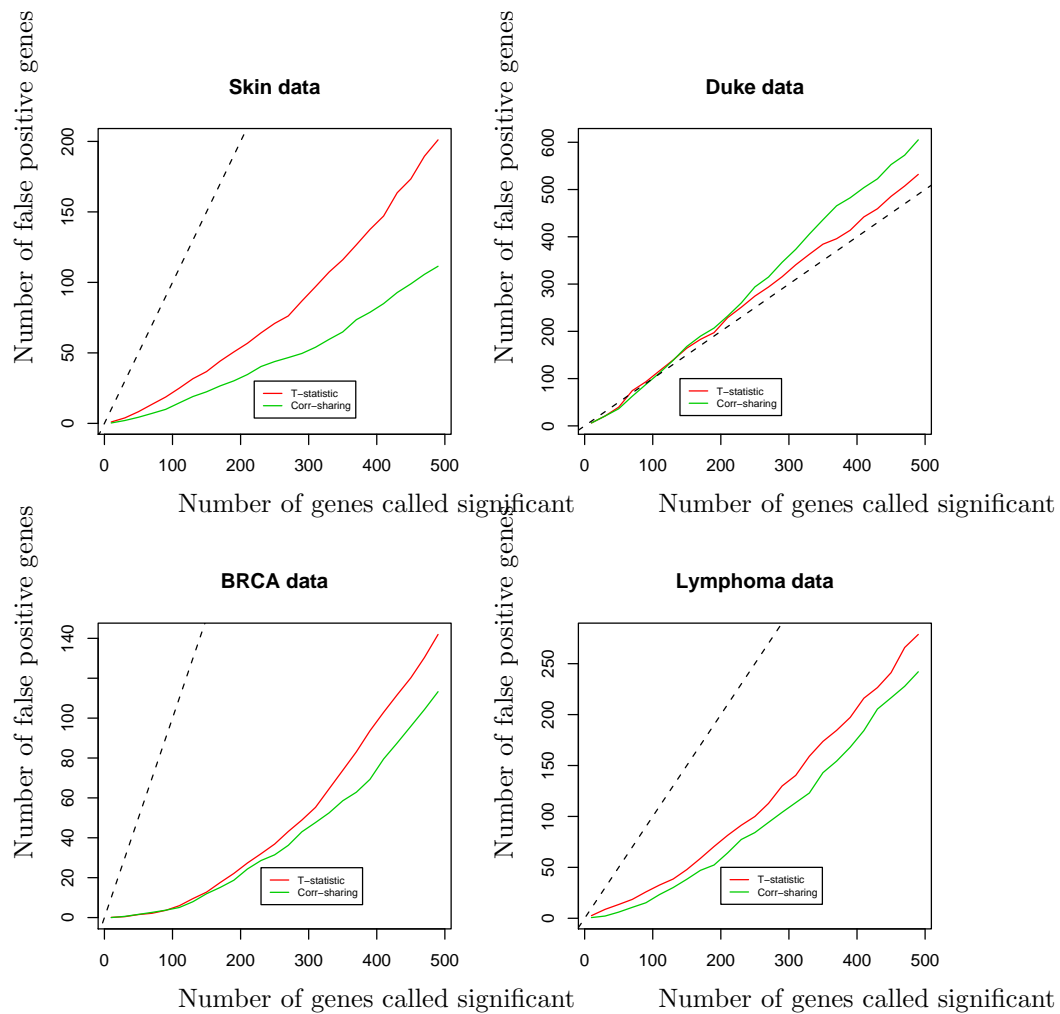 Skin data
Number of false positive genes
200
150
100
50
0
T-statistic
Corr-sharing
0 100 200 300 400 500
Number of genes called significant
Duke data
Number of false positive genes
600
500
400
300
200
100
0
T-statistic
Corr-sharing
0 100 200 300 400 500
Number of genes called significant
BRCA data
Number of false positive genes
140
120
100
80
60
40
20
0
T-statistic
Corr-sharing
0 100 200 300 400 500
Number of genes called significant
Lymphoma data
Number of false positive genes
250
200
150
100
50
0
T-statistic
Corr-sharing
0 100 200 300 400 500
Number of genes called significant